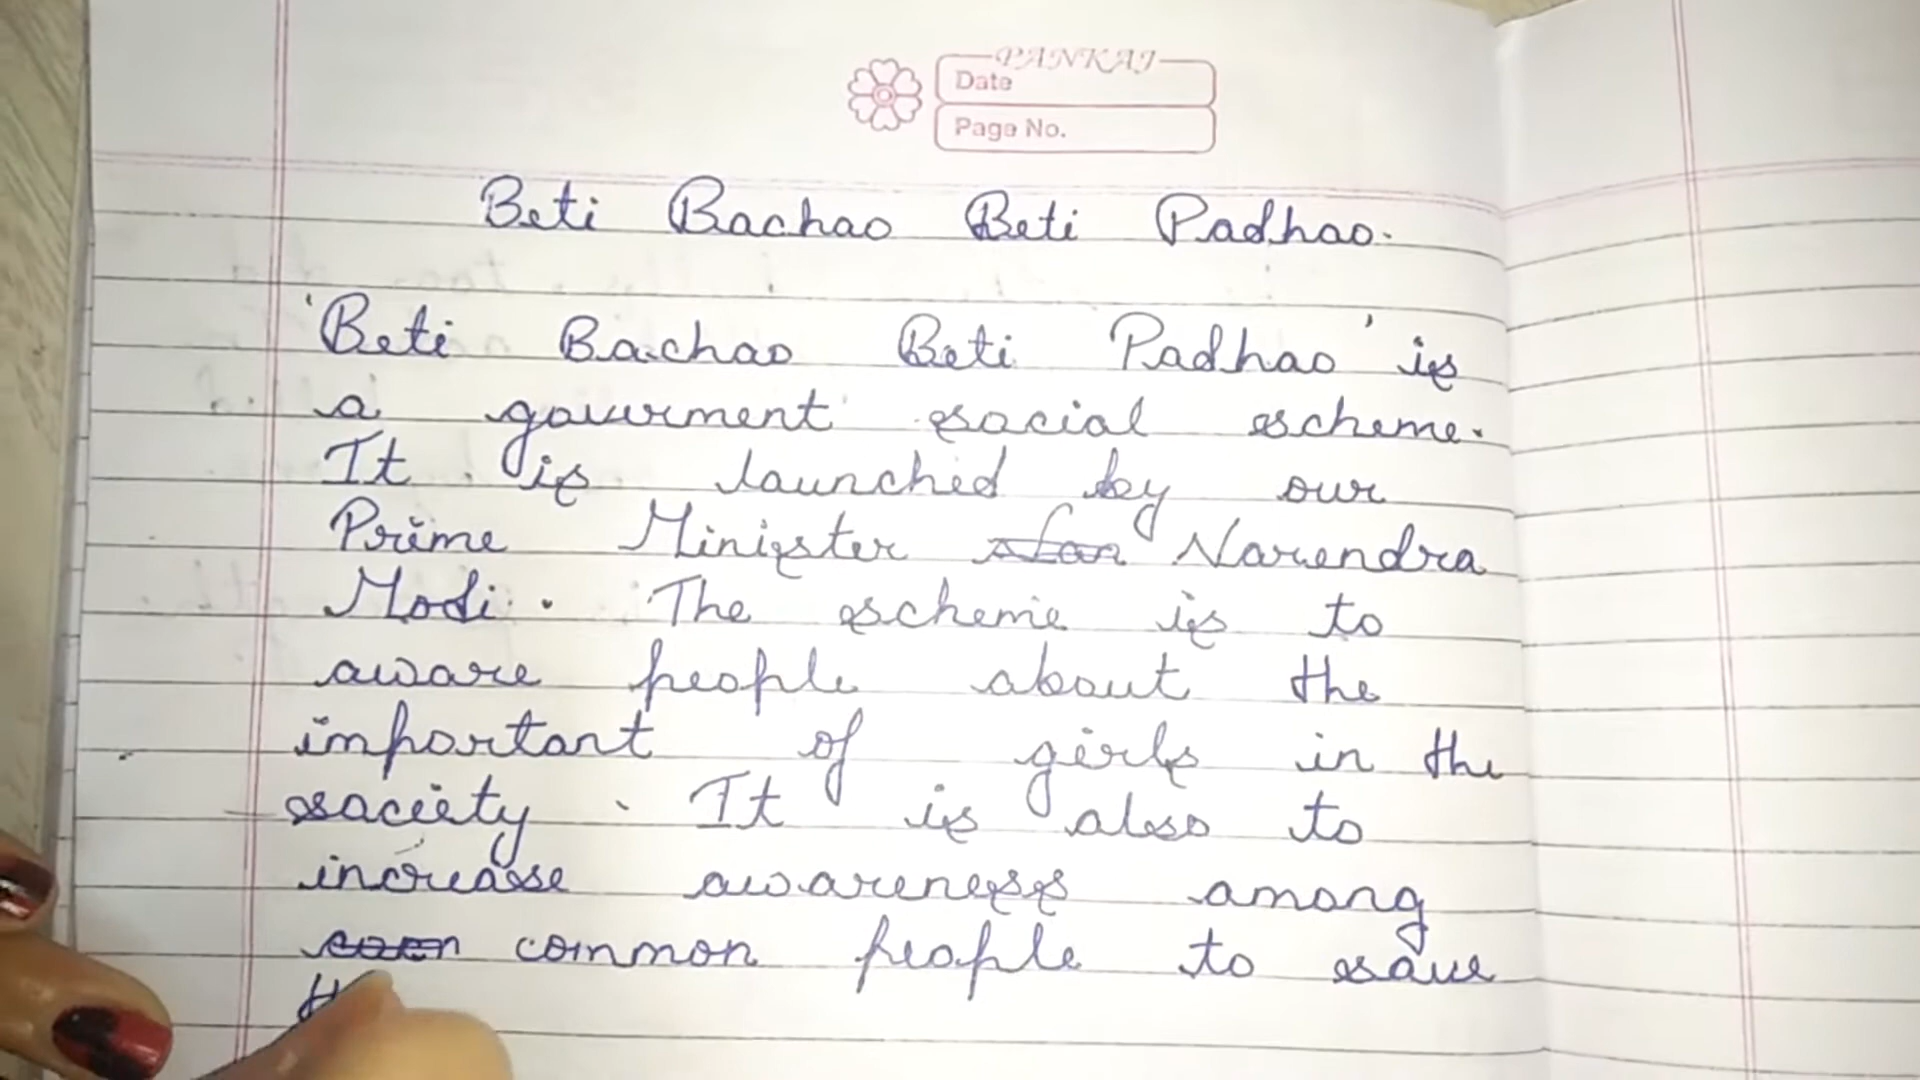 PANKAJ
Date
Page No.
Beti Bachao Beti Padhao.
'Beti Bachao Beti Padhao' is
a gouvrment social scheme.
It is launched by our
Prime Minister Narendra
Modi. The scheme is to
aware people about the
important of girls in the
society. It is also to
increase awareness among
common people to save